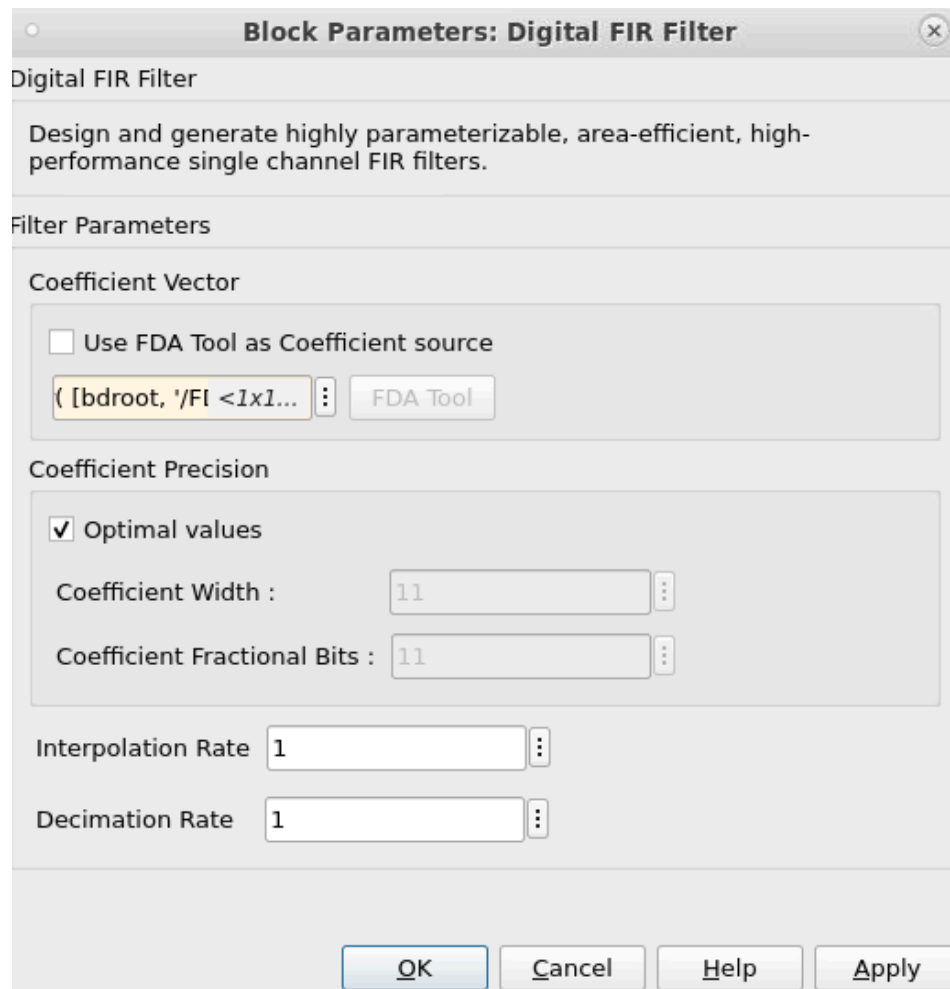 Block Parameters: Digital FIR Filter
Digital FIR Filter
Design and generate highly parameterizable, area-efficient, high-
performance single channel FIR filters.
Filter Parameters
Coefficient Vector
Use FDA Tool as Coefficient source
( [bdroot, '/FD <1x1... FDA Tool
Coefficient Precision
Optimal values
Coefficient Width : 11
Coefficient Fractional Bits : 11
Interpolation Rate 1
Decimation Rate 1
OK Cancel Help Apply